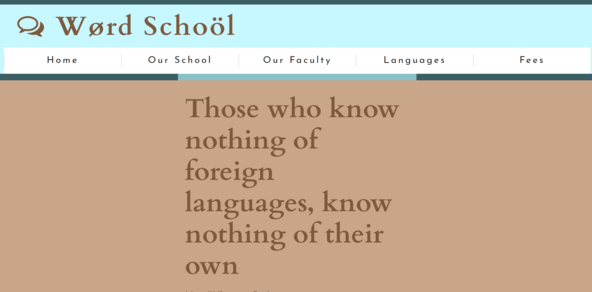 Wørd Schoöl
Home Our School Our Faculty Languages Fees
Those who know
nothing of
foreign
languages, know
nothing of their
own